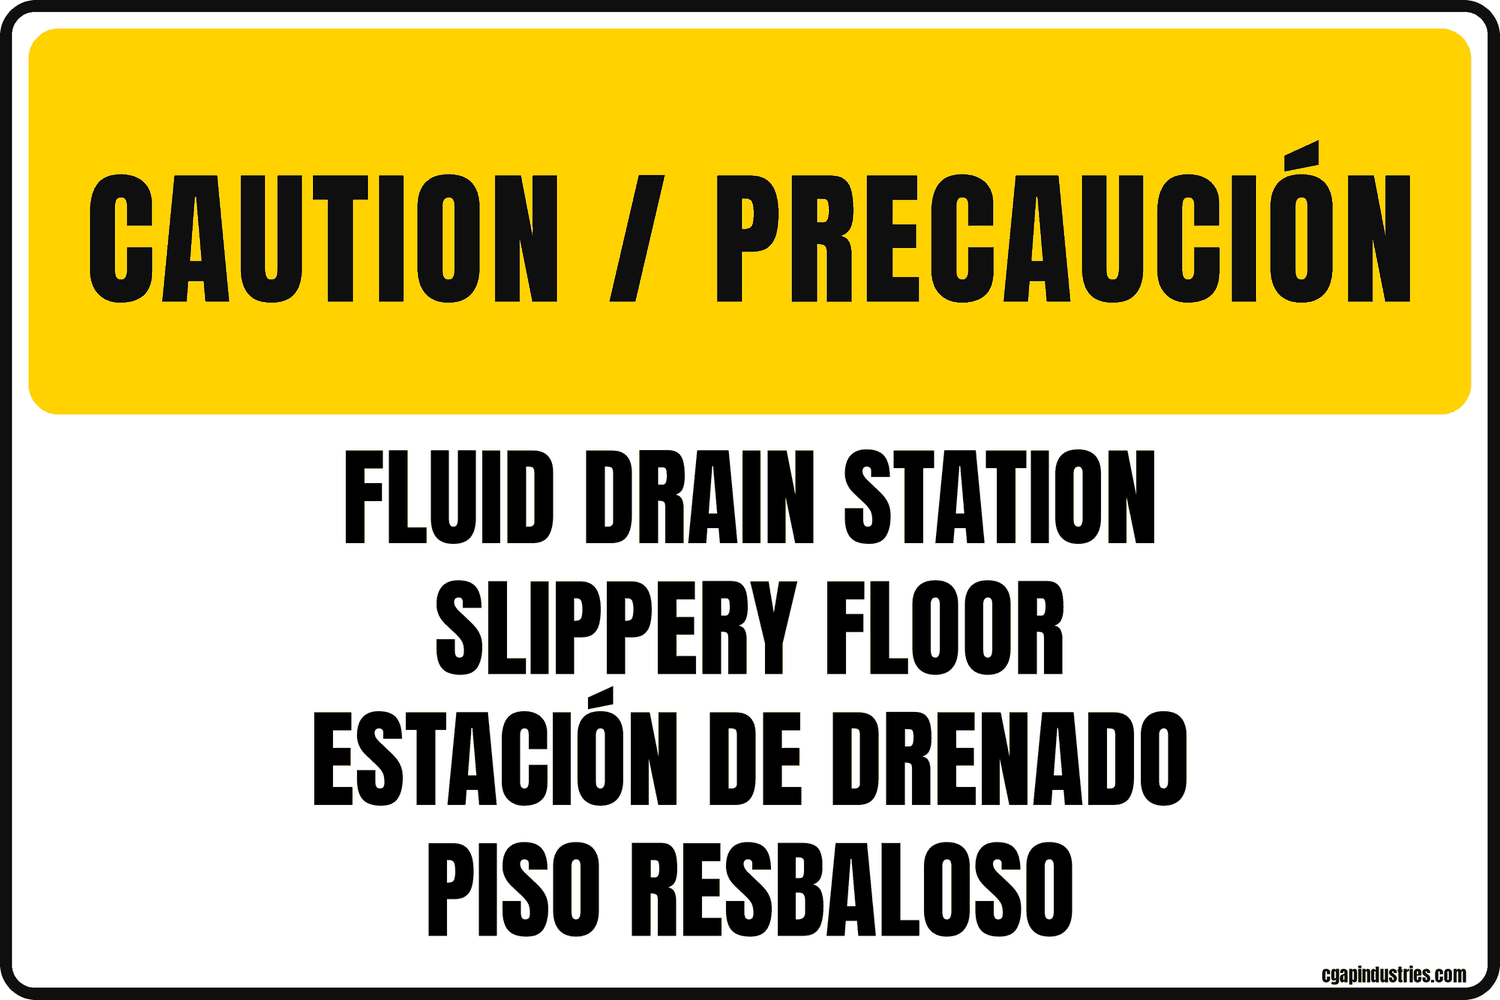 CAUTION / PRECAUCIÓN
FLUID DRAIN STATION
SLIPPERY FLOOR
ESTACIÓN DE DRENADO
PISO RESBALOSO
cgapindustries.com